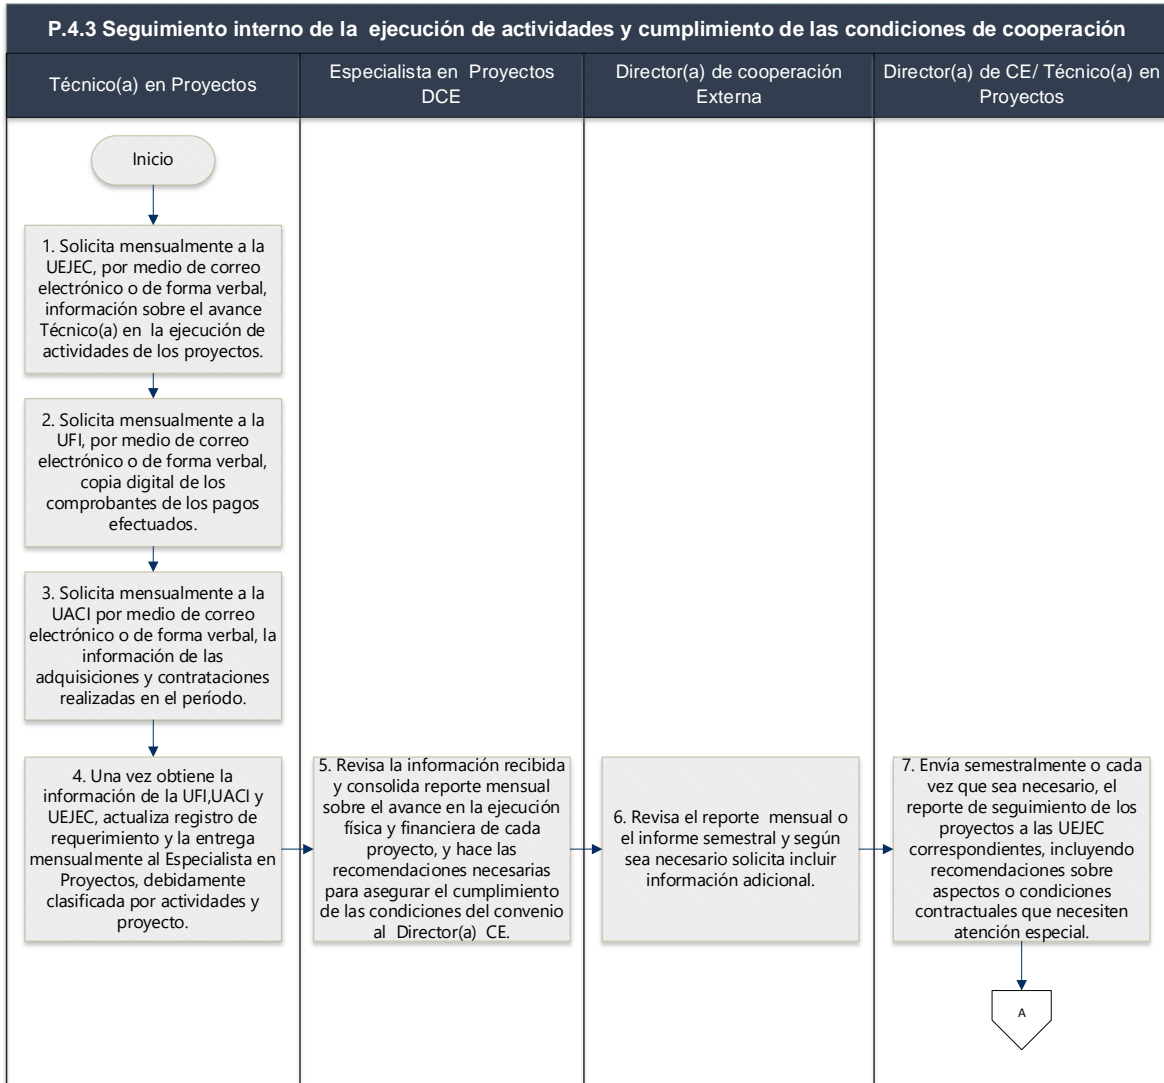 P.4.3 Seguimiento interno de la ejecución de actividades y cumplimiento de las condiciones de cooperación
Técnico(a) en Proyectos
Especialista en Proyectos
DCE
Director(a) de cooperación
Externa
Director(a) de CE/ Técnico(a) en
Proyectos
Inicio
1. Solicita mensualmente a la
UEJEC, por medio de correo
electrónico o de forma verbal,
información sobre el avance
Técnico(a) en la ejecución de
actividades de los proyectos.
2. Solicita mensualmente a la
UFI, por medio de correo
electrónico o de forma verbal,
copia digital de los
comprobantes de los pagos
efectuados.
3. Solicita mensualmente a la
UACI por medio de correo
electrónico o de forma verbal, la
información de las
adquisiciones y contrataciones
realizadas en el período.
4. Una vez obtiene la
información de la UFI,UACI y
UEJEC, actualiza registro de
requerimiento y la entrega
mensualmente al Especialista en
Proyectos, debidamente
clasificada por actividades y
proyecto.
5. Revisa la información recibida
y consolida reporte mensual
sobre el avance en la ejecución
física y financiera de cada
proyecto, y hace las
recomendaciones necesarias
para asegurar el cumplimiento
de las condiciones del convenio
al Director(a) CE.
6. Revisa el reporte mensual o
el informe semestral y según
sea necesario solicita incluir
información adicional.
7. Envía semestralmente o cada
vez que sea necesario, el
reporte de seguimiento de los
proyectos a las UEJEC
correspondientes, incluyendo
recomendaciones sobre
aspectos o condiciones
contractuales que necesiten
atención especial.
A